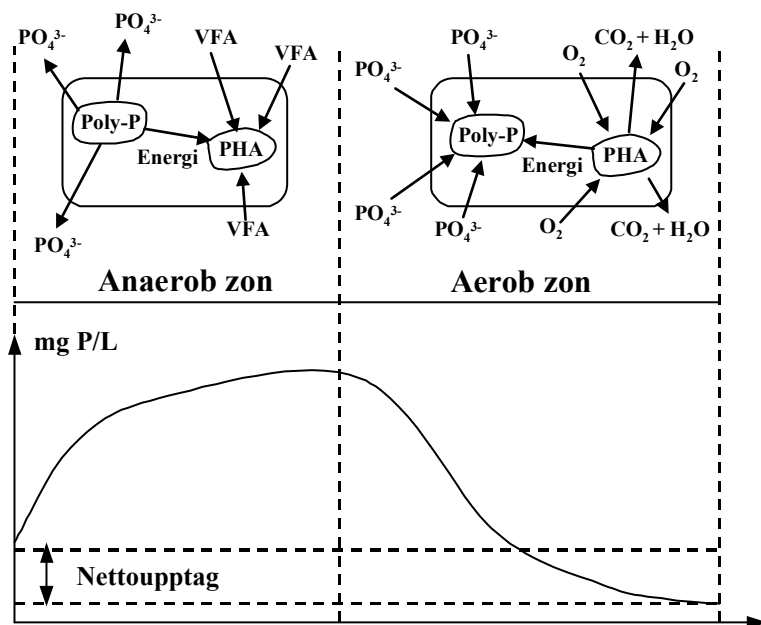 PO₄³⁻
PO₄³⁻
VFA
VFA
Poly-P
Energi
PHA
PO₄³⁻
VFA
Anaerob zon
PO₄³⁻
PO₄³⁻
O₂
CO₂ + H₂O
O₂
Poly-P
Energi
PHA
PO₄³⁻
PO₄³⁻
O₂
CO₂ + H₂O
Aerob zon
mg P/L
Nettoupptag